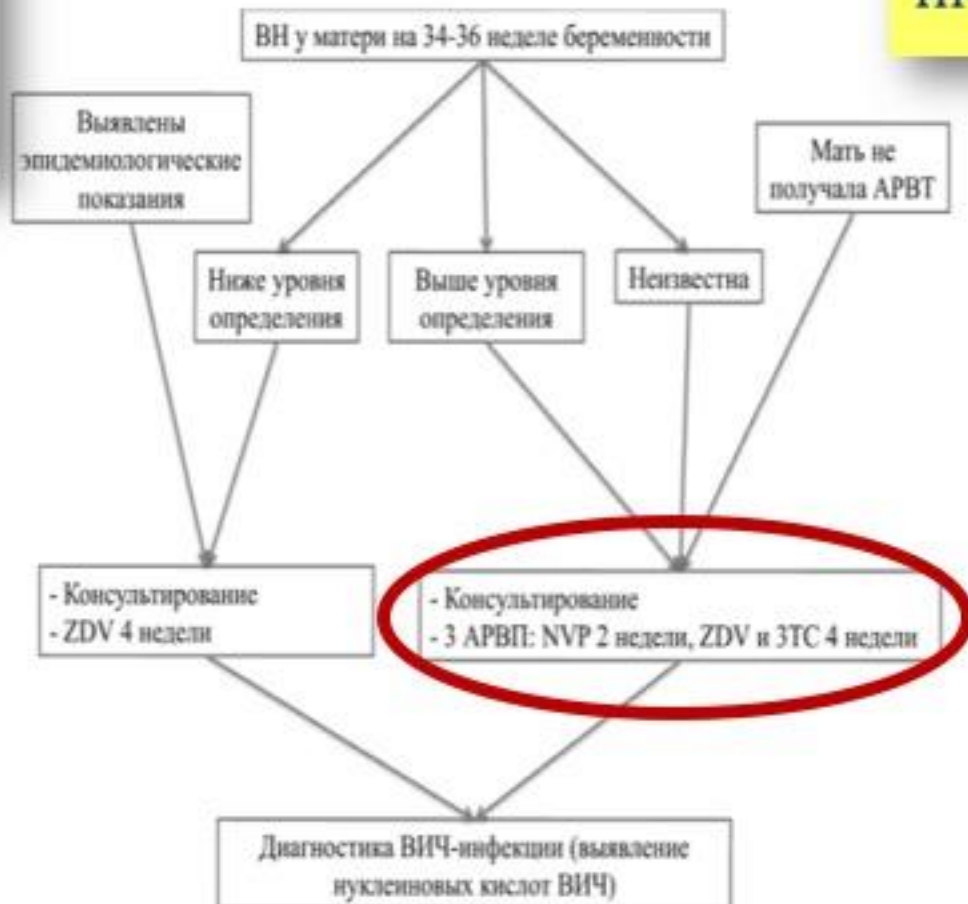 ВН у матери на 34-36 неделе беременности
Выявлены
эпидемиологические
показания
Мать не
получала АРВТ
Ниже уровня
определения
Выше уровня
определения
Неизвестна
- Консультирование
- ZDV 4 недели
- Консультирование
- 3 АРВП: NVP 2 недели, ZDV и 3ТС 4 недели
Диагностика ВИЧ-инфекции (выявление
нуклеиновых кислот ВИЧ)